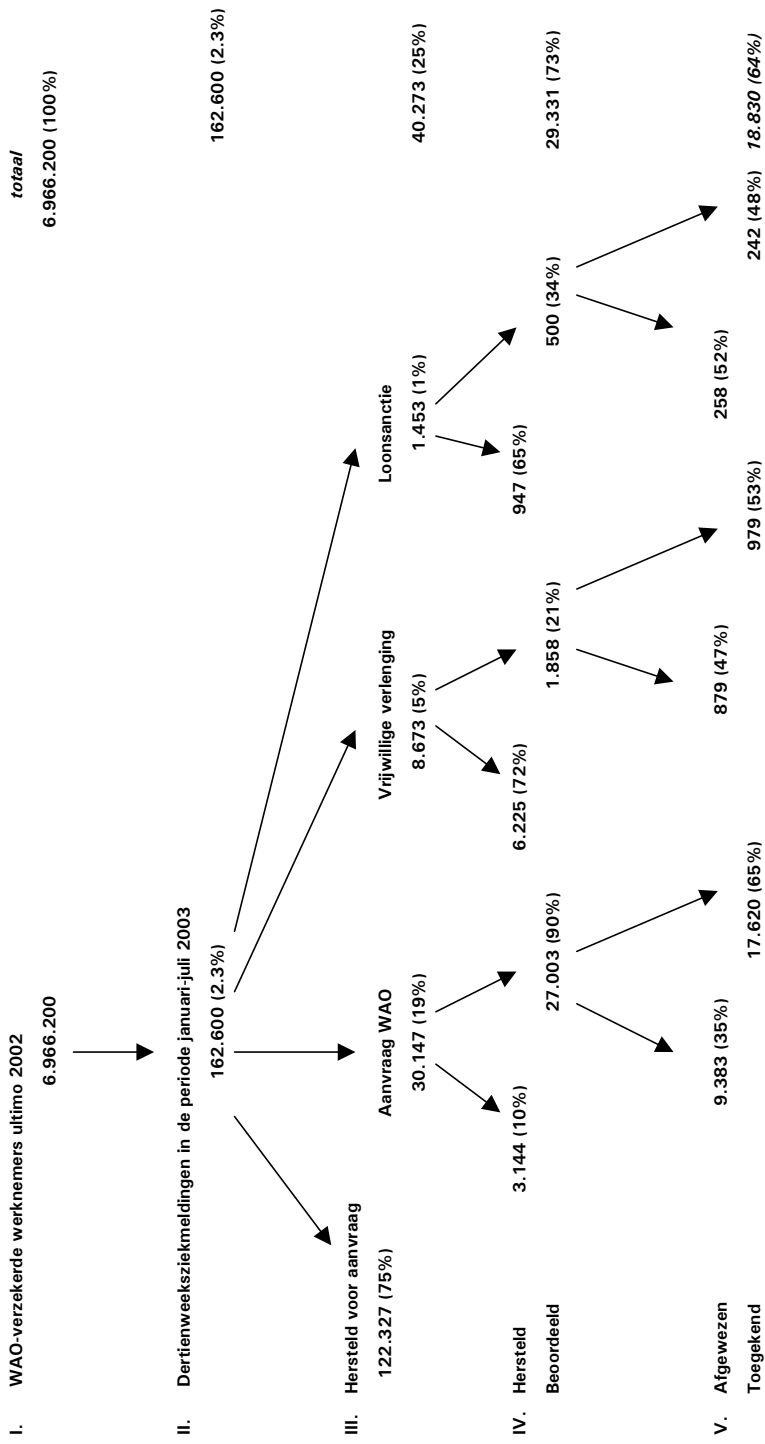 totaal
I. WAO-verzekerde werknemers ultimo 2002
6.966.200 6.966.200 (100%)
II. Dertienweeksziekmeldingen in de periode januari-juli 2003
162.600 (2.3%) 162.600 (2.3%)
III. Hersteld voor aanvraag
122.327 (75%)
Aanvraag WAO Vrijwillige verlenging Loonsanctie
30.147 (19%) 8.673 (5%) 1.453 (1%) 40.273 (25%)
IV. Hersteld 3.144 (10%) 6.225 (72%) 947 (65%)
Beoordeeld 27.003 (90%) 1.858 (21%) 500 (34%) 29.331 (73%)
V. Afgewezen 9.383 (35%) 879 (47%) 258 (52%)
Toegekend 17.620 (65%) 979 (53%) 242 (48%) 18.830 (64%)